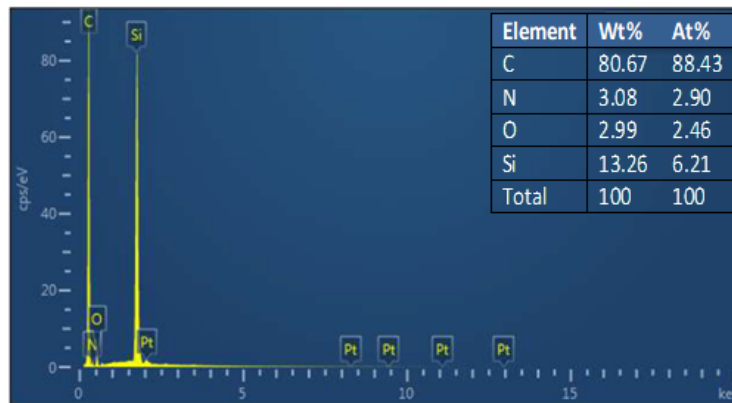 Element Wt% At%
C 80.67 88.43
N 3.08 2.90
O 2.99 2.46
Si 13.26 6.21
Total 100 100
C
Si
80
60
cps/eV
40
20
O
N
Pt
Pt
Pt
Pt
Pt
0
0 5 10 15 ke